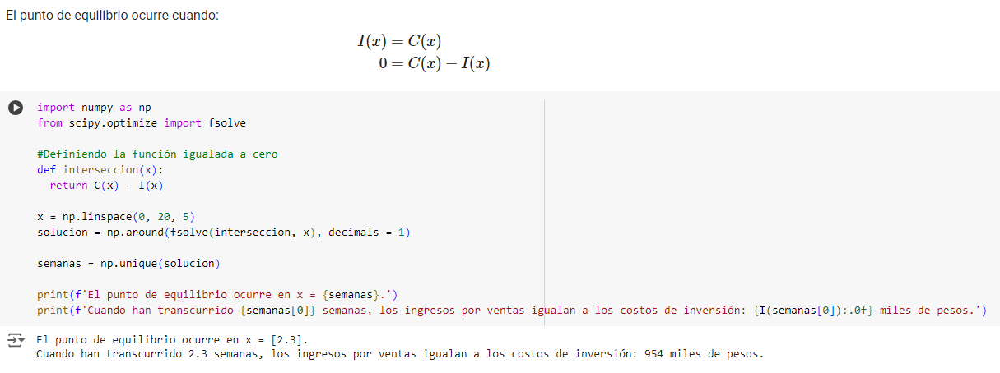 El punto de equilibrio ocurre cuando:
I(x) = C(x)
0 = C(x) − I(x)
import numpy as np
from scipy.optimize import fsolve
#Definiendo la función igualada a cero
def interseccion(x):
  return C(x) - I(x)
x = np.linspace(0, 20, 5)
solucion = np.around(fsolve(interseccion, x), decimals = 1)
semanas = np.unique(solucion)
print(f'El punto de equilibrio ocurre en x = {semanas}.')
print(f'Cuando han transcurrido {semanas[0]} semanas, los ingresos por ventas igualan a los costos de inversión: {I(semanas[0]):.0f} miles de pesos.')
El punto de equilibrio ocurre en x = [2.3].
Cuando han transcurrido 2.3 semanas, los ingresos por ventas igualan a los costos de inversión: 954 miles de pesos.